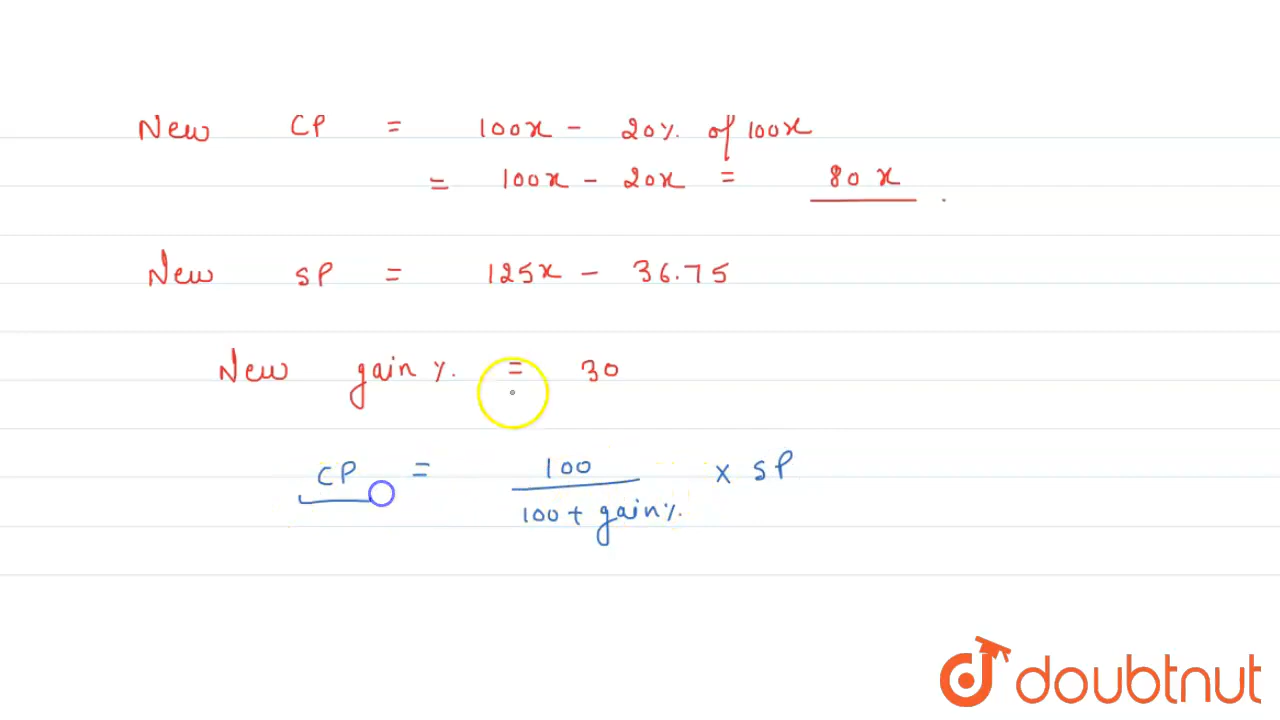 New CP = 100x - 20% of 100x
= 100x - 20x = 80x.
New SP = 125x - 36.75
New gain% = 30
CP = 100 / 100 + gain% × SP
doubtnut